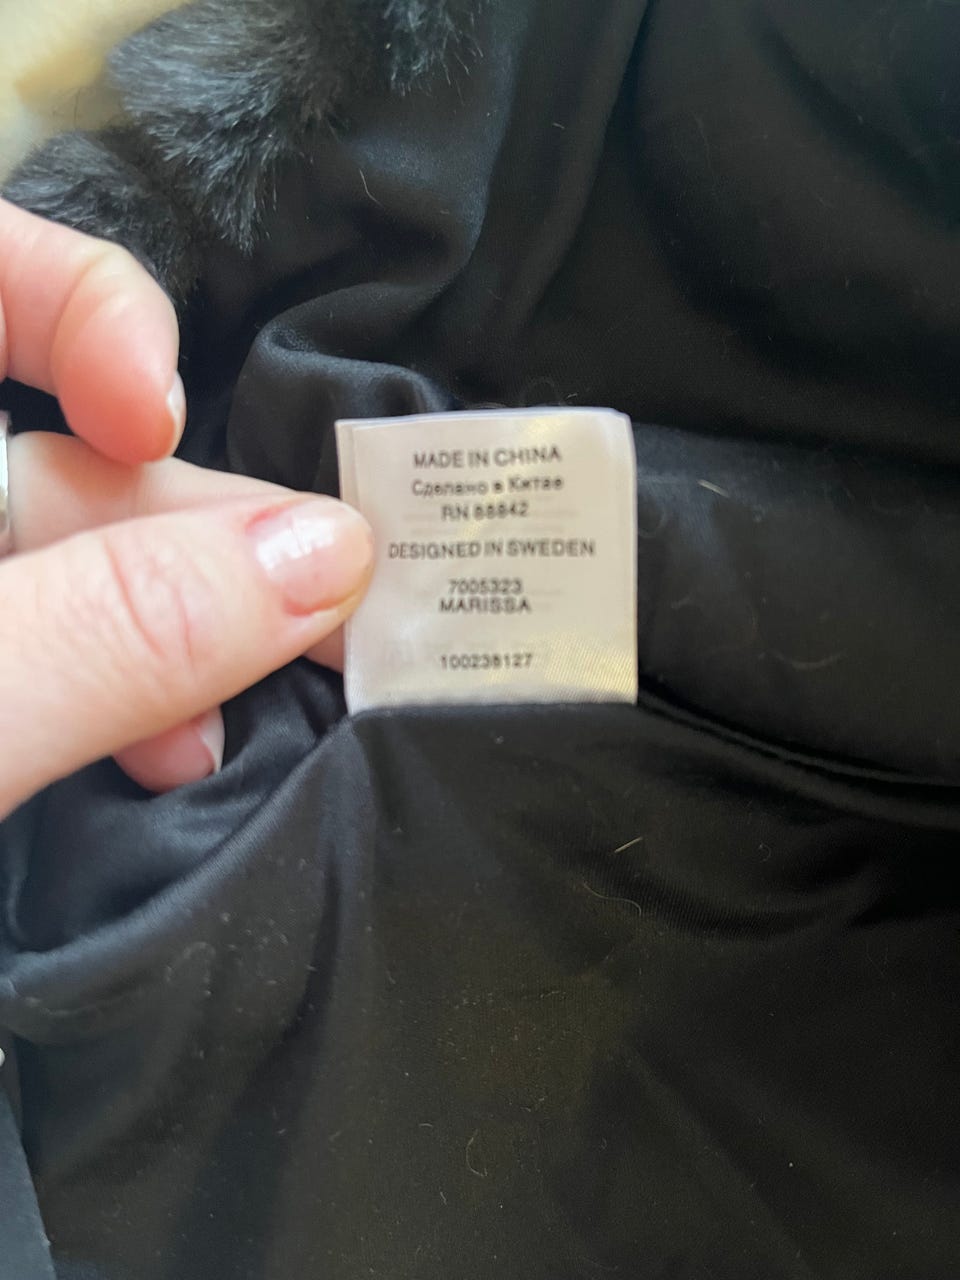 MADE IN CHINA
Сделано в Китае
RN 88842
DESIGNED IN SWEDEN
7005323
MARISSA
100238127